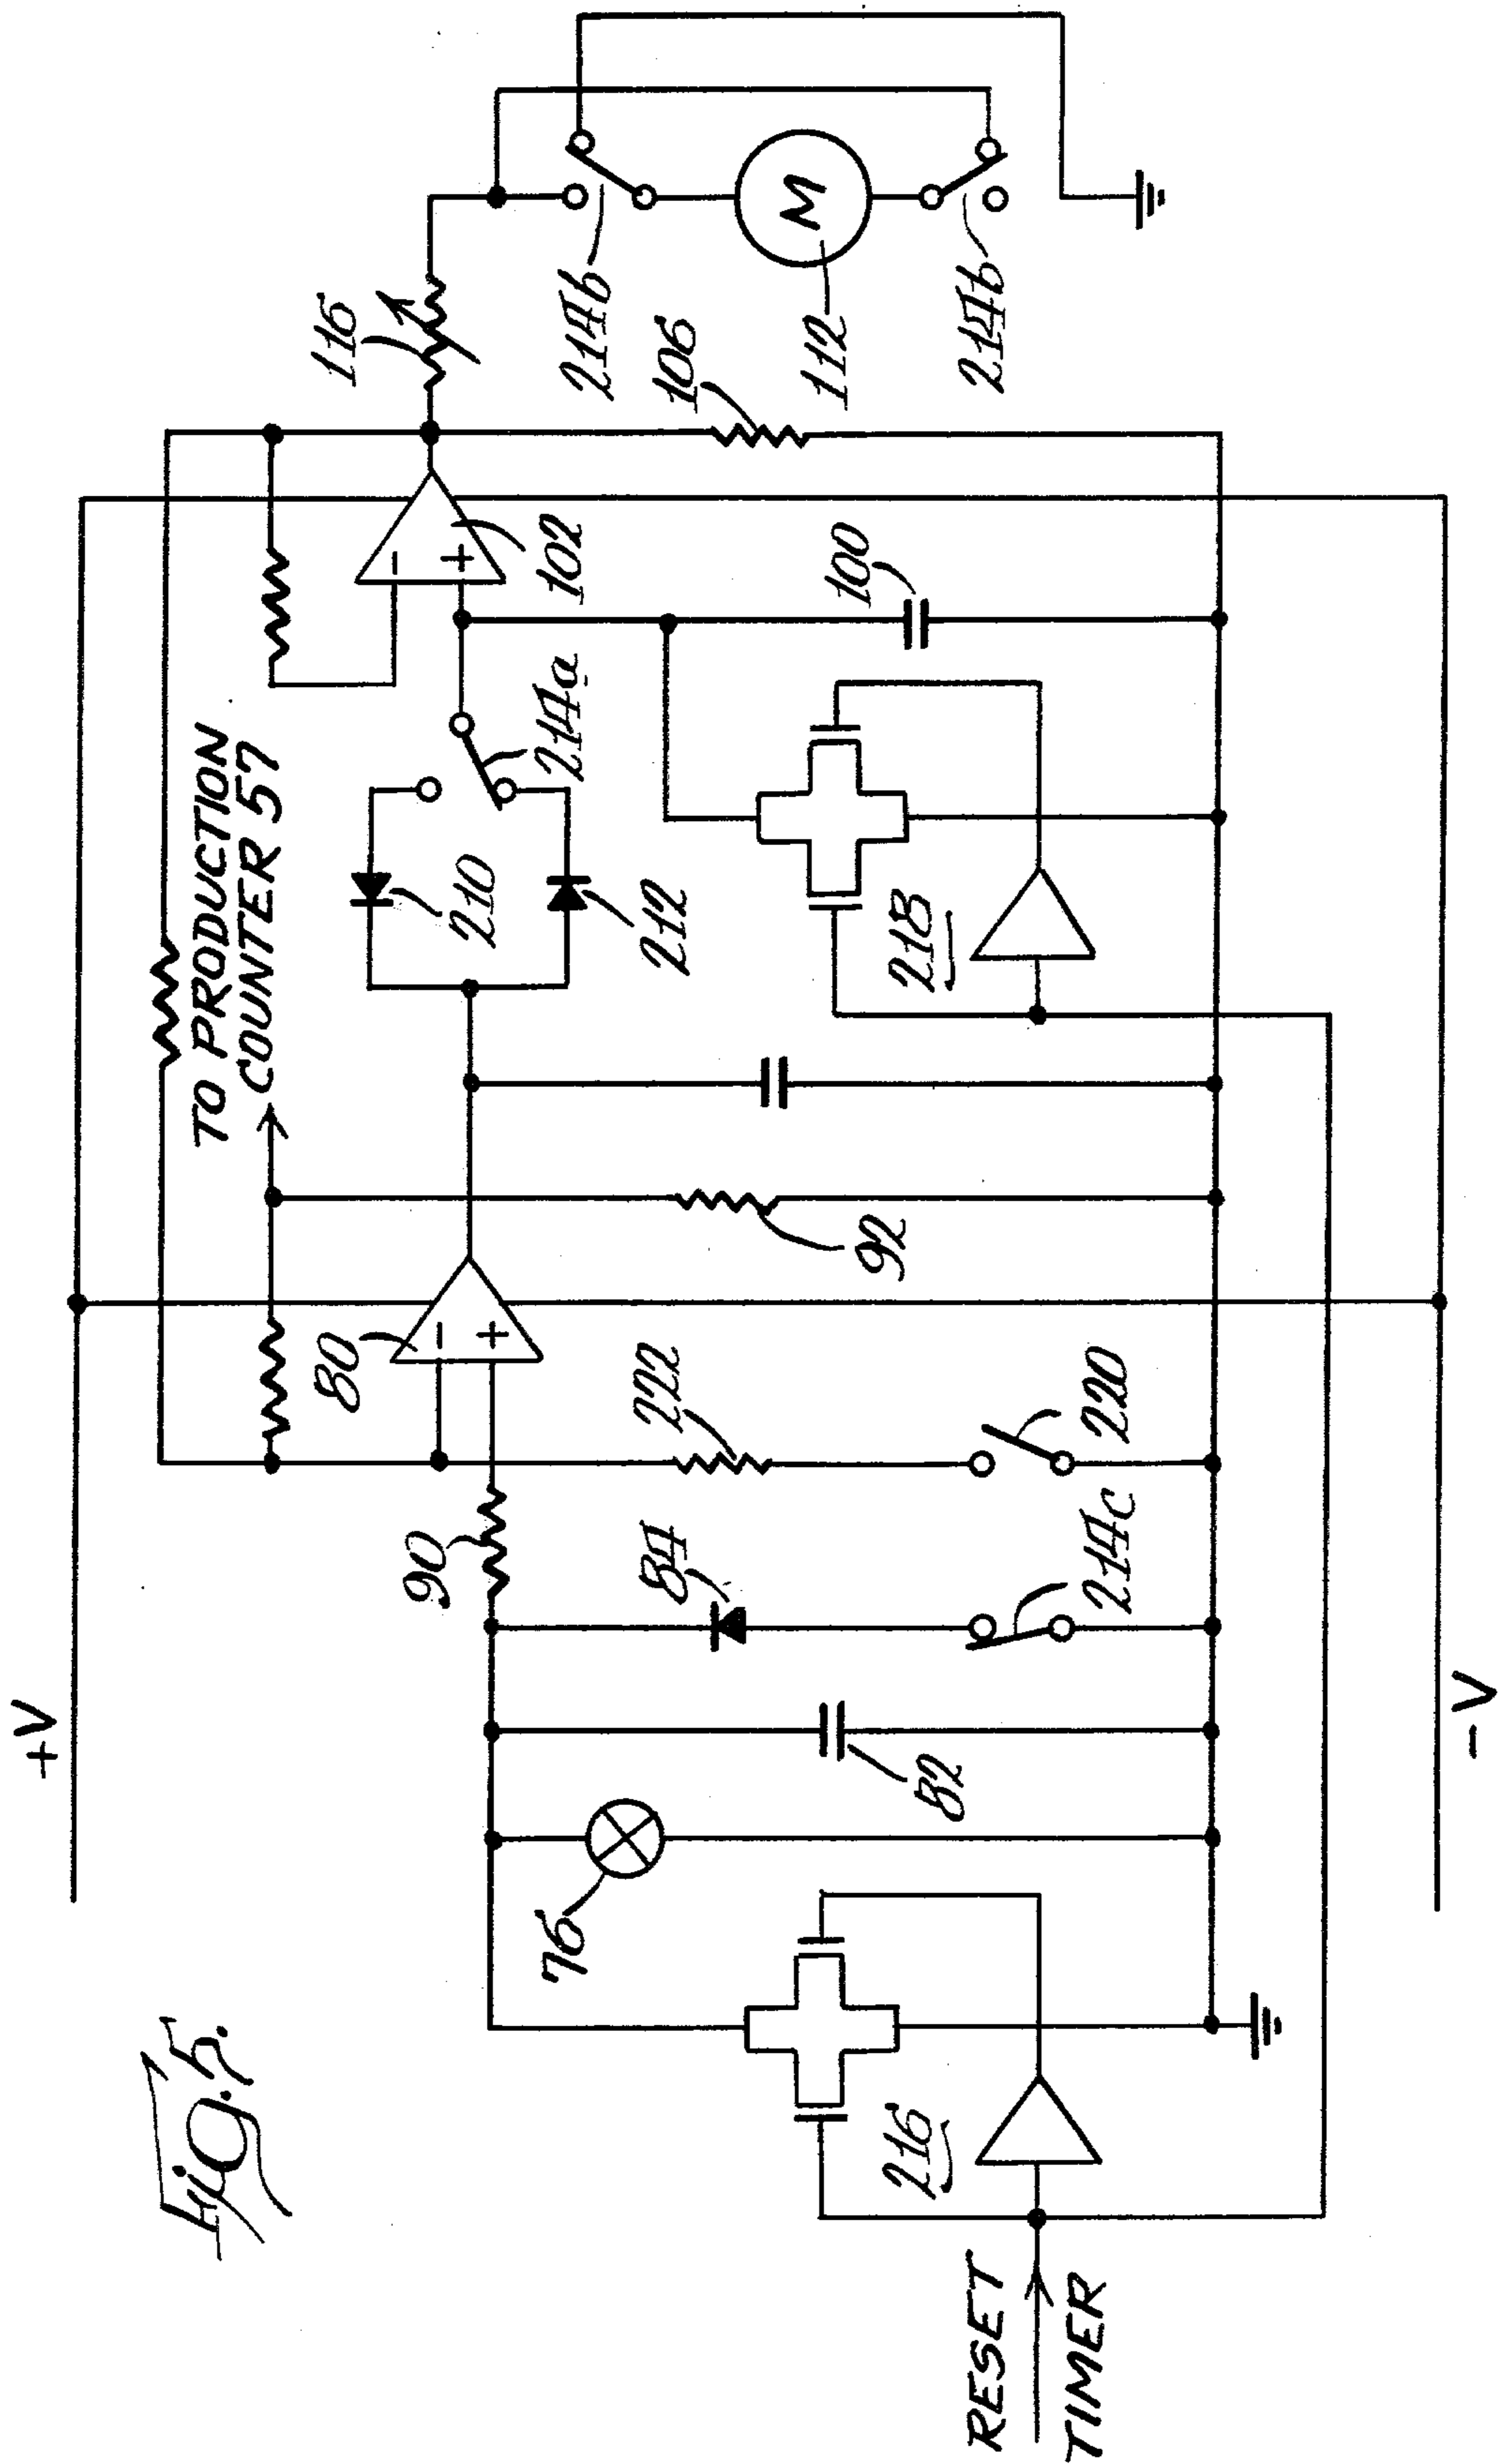 Fig. 5.
+V
-V
RESET
TIMER
216
76
82
84
214c
90
222
220
80
92
TO PRODUCTION
COUNTER 57
210
212
214a
218
100
102
106
116
214b
M
112
214b
-
+
-
+